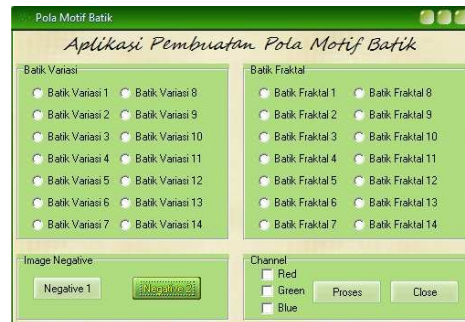 Pola Motif Batik
Aplikasi Pembuatan Pola Motif Batik
Batik Variasi
Batik Variasi 1 Batik Variasi 8
Batik Variasi 2 Batik Variasi 9
Batik Variasi 3 Batik Variasi 10
Batik Variasi 4 Batik Variasi 11
Batik Variasi 5 Batik Variasi 12
Batik Variasi 6 Batik Variasi 13
Batik Variasi 7 Batik Variasi 14
Batik Fraktal
Batik Fraktal 1 Batik Fraktal 8
Batik Fraktal 2 Batik Fraktal 9
Batik Fraktal 3 Batik Fraktal 10
Batik Fraktal 4 Batik Fraktal 11
Batik Fraktal 5 Batik Fraktal 12
Batik Fraktal 6 Batik Fraktal 13
Batik Fraktal 7 Batik Fraktal 14
Image Negative
Negative 1 Negative 2
Channel
Red
Green
Blue
Proses Close